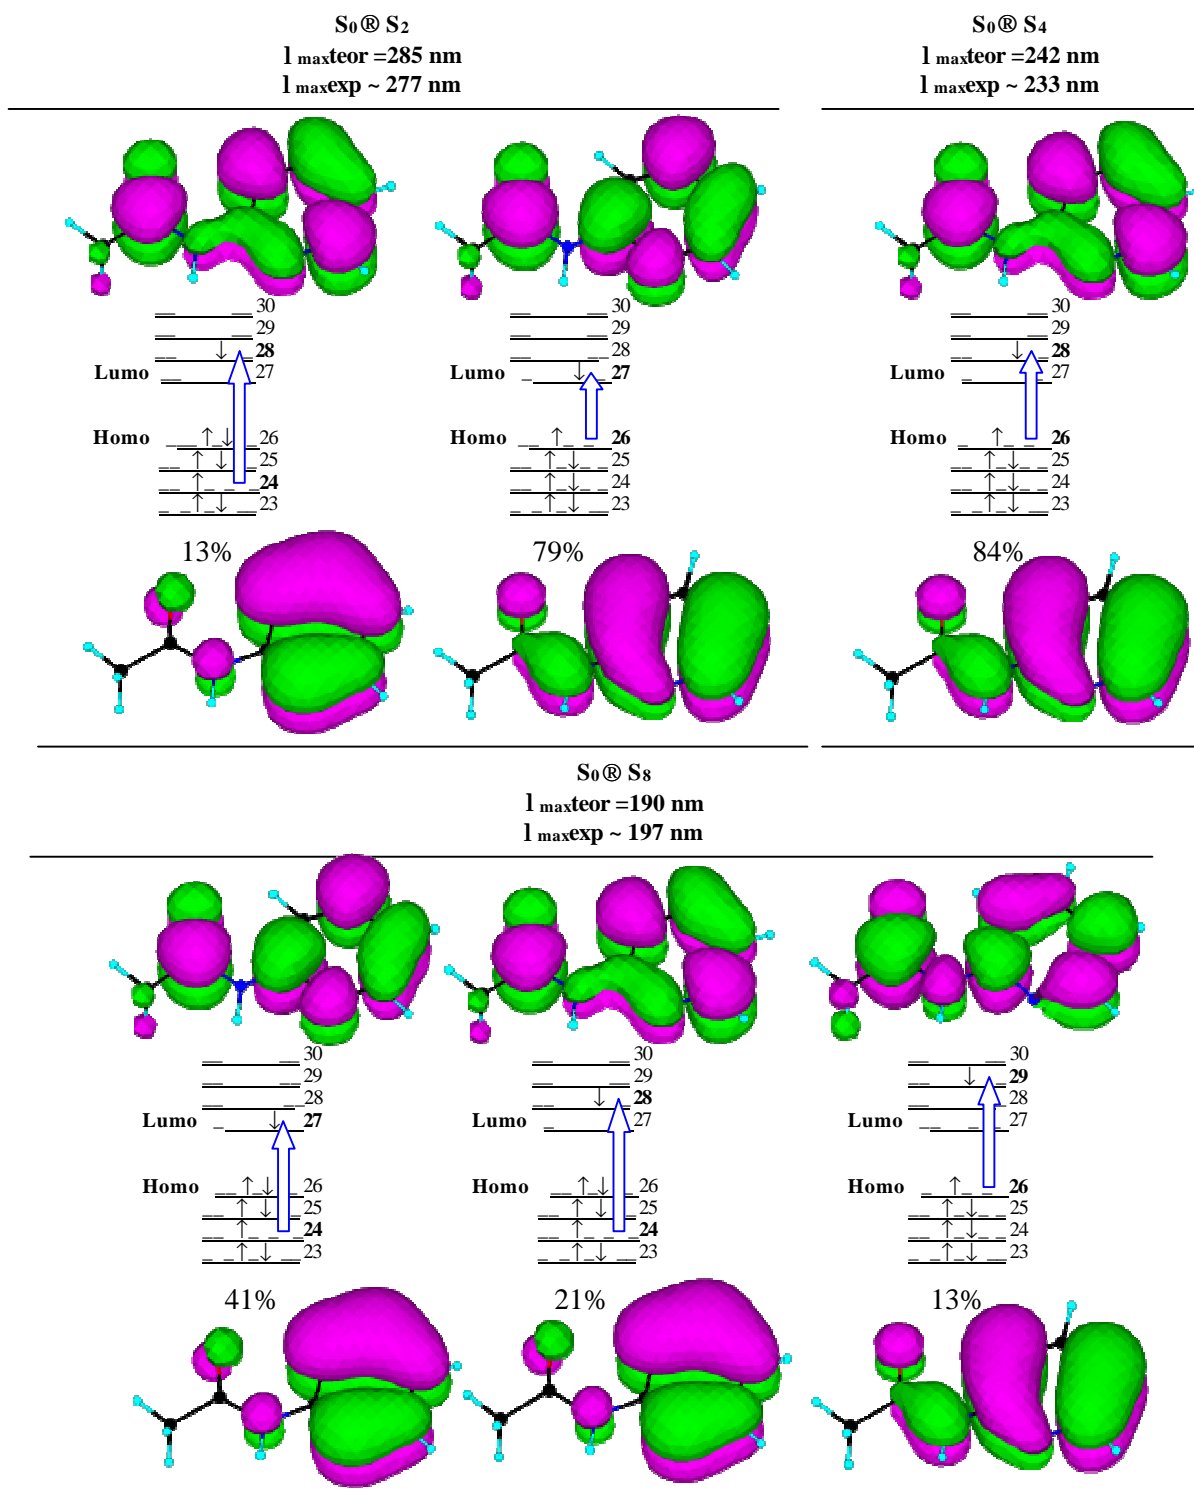 S0® S2
l maxteor =285 nm
l maxexp ~ 277 nm
S0® S4
l maxteor =242 nm
l maxexp ~ 233 nm
30
29
↓ 28
Lumo 27
Homo ↑ ↓ 26
↑ ↓ 25
↑ 24
↑ ↓ 23
13%
30
29
28
Lumo ↓ 27
Homo ↑ 26
↑ ↓ 25
↑ ↓ 24
↑ ↓ 23
79%
30
29
↓ 28
Lumo 27
Homo ↑ 26
↑ ↓ 25
↑ ↓ 24
↑ ↓ 23
84%
S0® S8
l maxteor =190 nm
l maxexp ~ 197 nm
30
29
28
Lumo ↓ 27
Homo ↑ ↓ 26
↑ ↓ 25
↑ 24
↑ ↓ 23
41%
30
29
↓ 28
Lumo 27
Homo ↑ ↓ 26
↑ ↓ 25
↑ 24
↑ ↓ 23
21%
30
↓ 29
28
Lumo 27
Homo ↑ 26
↑ ↓ 25
↑ ↓ 24
↑ ↓ 23
13%